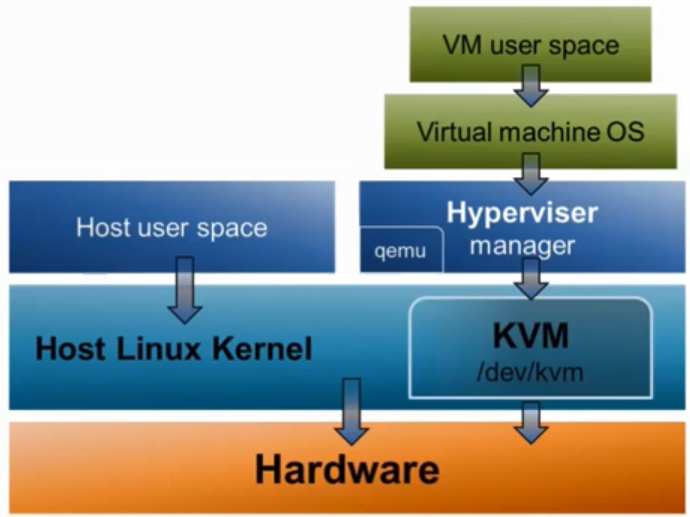 VM user space
Virtual machine OS
Host user space
Hyperviser
manager
qemu
Host Linux Kernel
KVM
/dev/kvm
Hardware